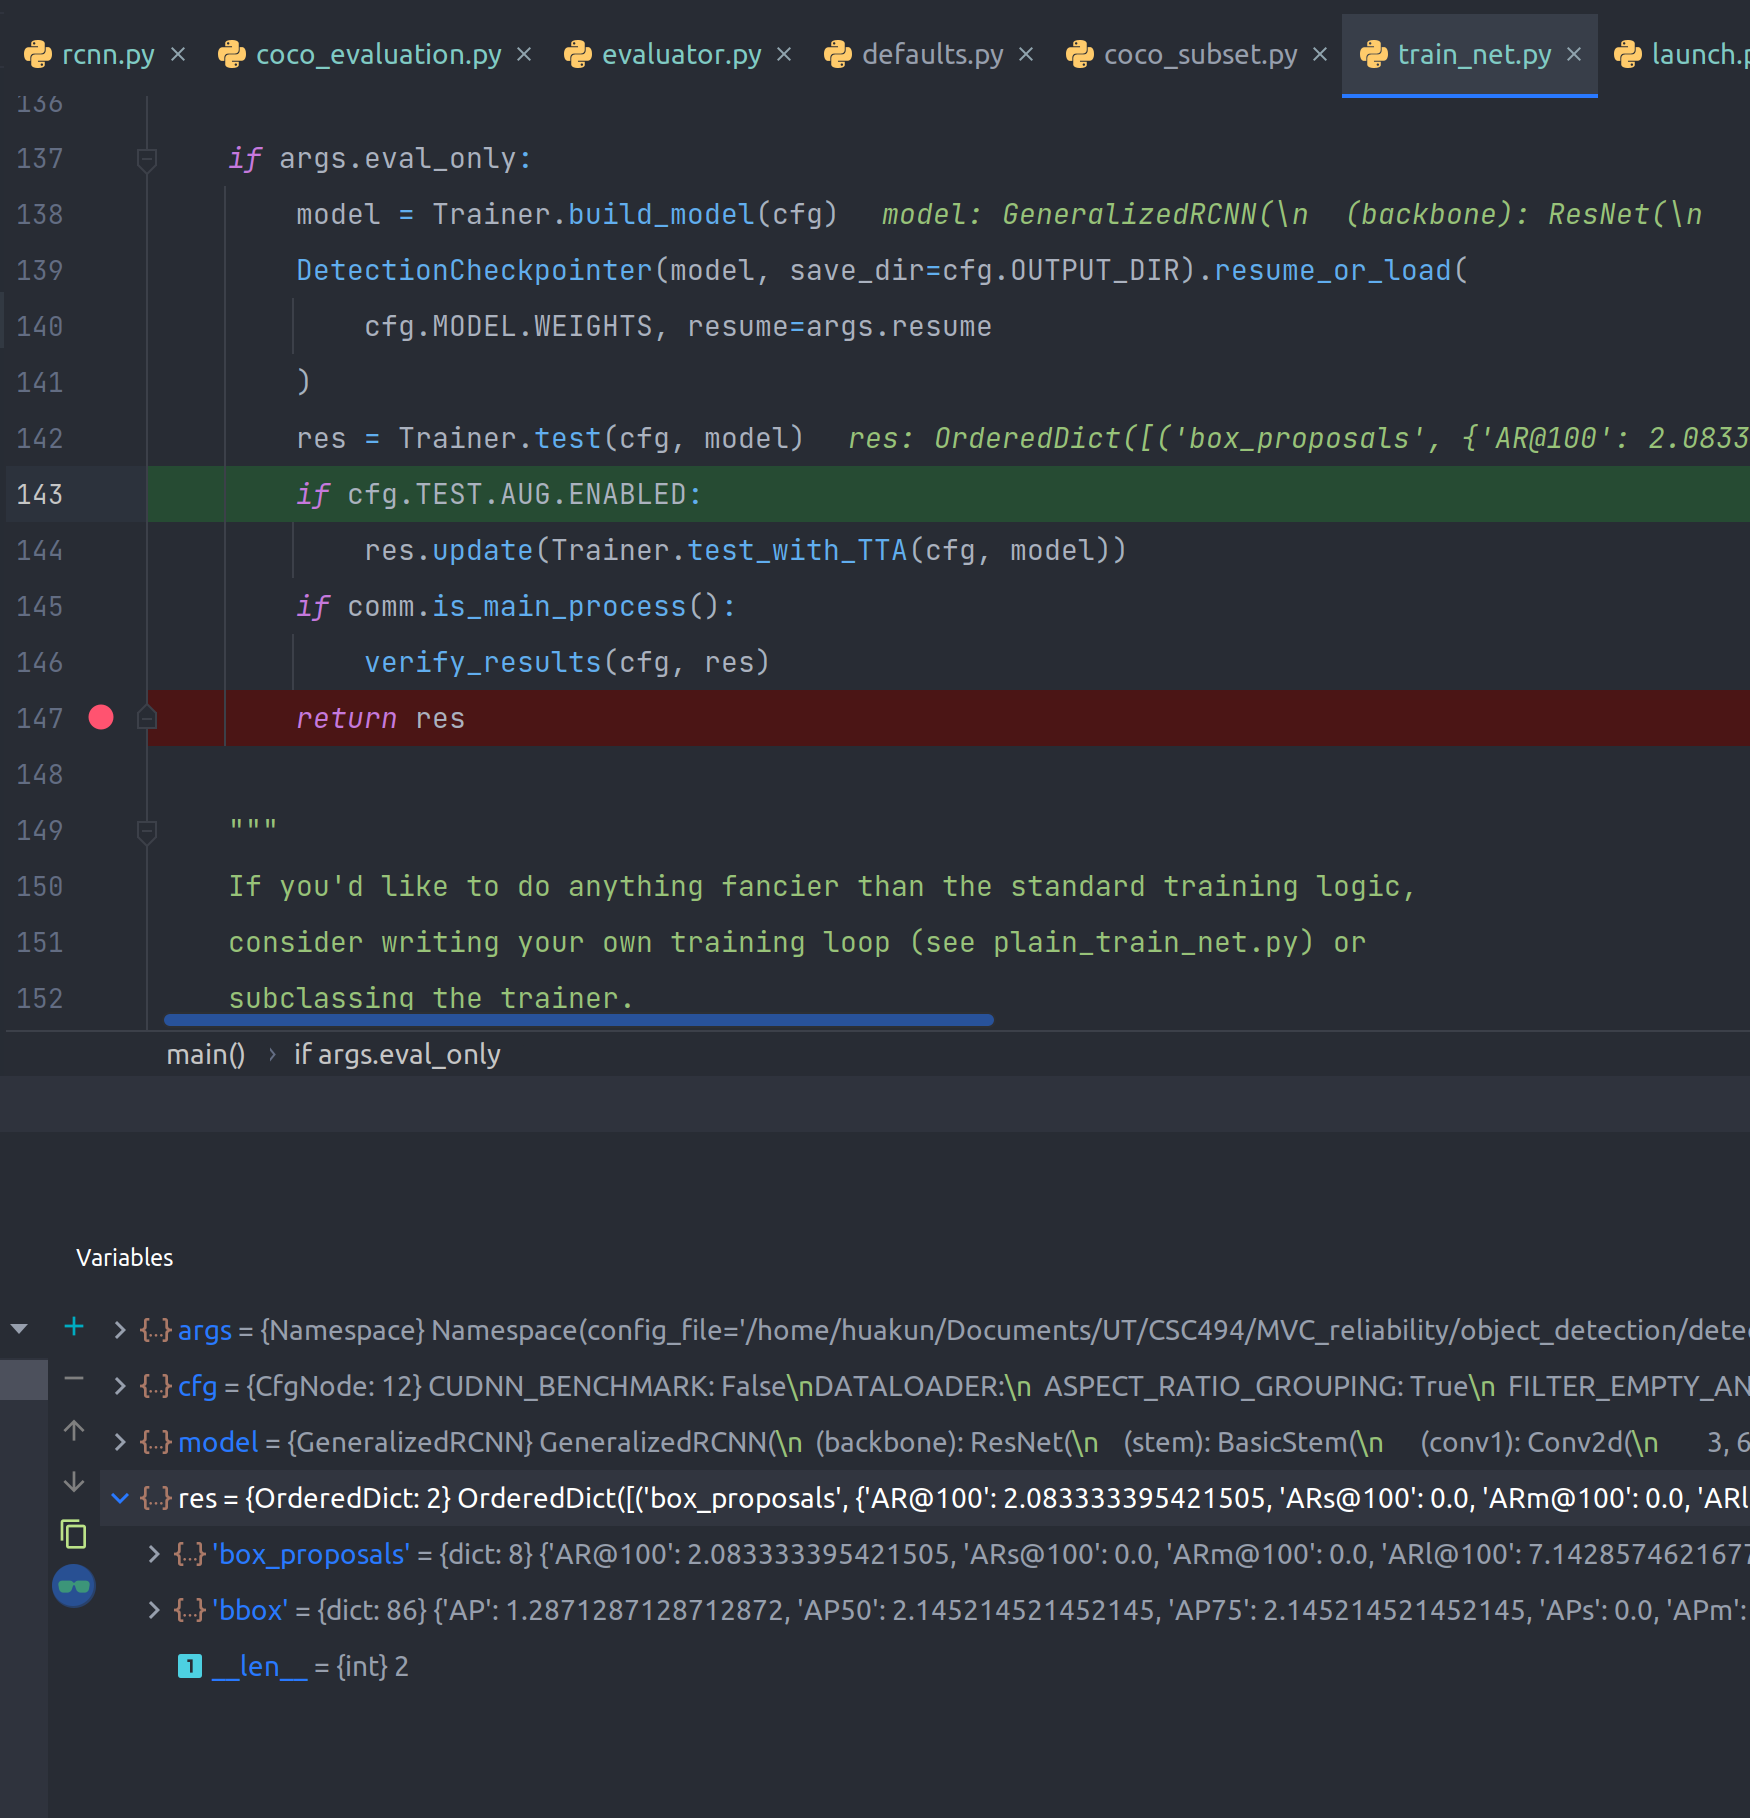 rcnn.py × coco_evaluation.py × evaluator.py × defaults.py × coco_subset.py × train_net.py × launch.p
136
137 if args.eval_only:
138 model = Trainer.build_model(cfg) model: GeneralizedRCNN(\n (backbone): ResNet(\n
139 DetectionCheckpointer(model, save_dir=cfg.OUTPUT_DIR).resume_or_load(
140 cfg.MODEL.WEIGHTS, resume=args.resume
141 )
142 res = Trainer.test(cfg, model) res: OrderedDict([('box_proposals', {'AR@100': 2.0833
143 if cfg.TEST.AUG.ENABLED:
144 res.update(Trainer.test_with_TTA(cfg, model))
145 if comm.is_main_process():
146 verify_results(cfg, res)
147 return res
148
149 """
150 If you'd like to do anything fancier than the standard training logic,
151 consider writing your own training loop (see plain_train_net.py) or
152 subclassing the trainer.
main() › if args.eval_only
Variables
args = {Namespace} Namespace(config_file='/home/huakun/Documents/UT/CSC494/MVC_reliability/object_detection/dete
cfg = {CfgNode: 12} CUDNN_BENCHMARK: False\nDATALOADER:\n ASPECT_RATIO_GROUPING: True\n FILTER_EMPTY_AN
model = {GeneralizedRCNN} GeneralizedRCNN(\n (backbone): ResNet(\n (stem): BasicStem(\n (conv1): Conv2d(\n 3, 6
res = {OrderedDict: 2} OrderedDict([('box_proposals', {'AR@100': 2.083333395421505, 'ARs@100': 0.0, 'ARm@100': 0.0, 'ARl
'box_proposals' = {dict: 8} {'AR@100': 2.083333395421505, 'ARs@100': 0.0, 'ARm@100': 0.0, 'ARl@100': 7.1428574621677
'bbox' = {dict: 86} {'AP': 1.2871287128712872, 'AP50': 2.145214521452145, 'AP75': 2.145214521452145, 'APs': 0.0, 'APm':
1 __len__ = {int} 2